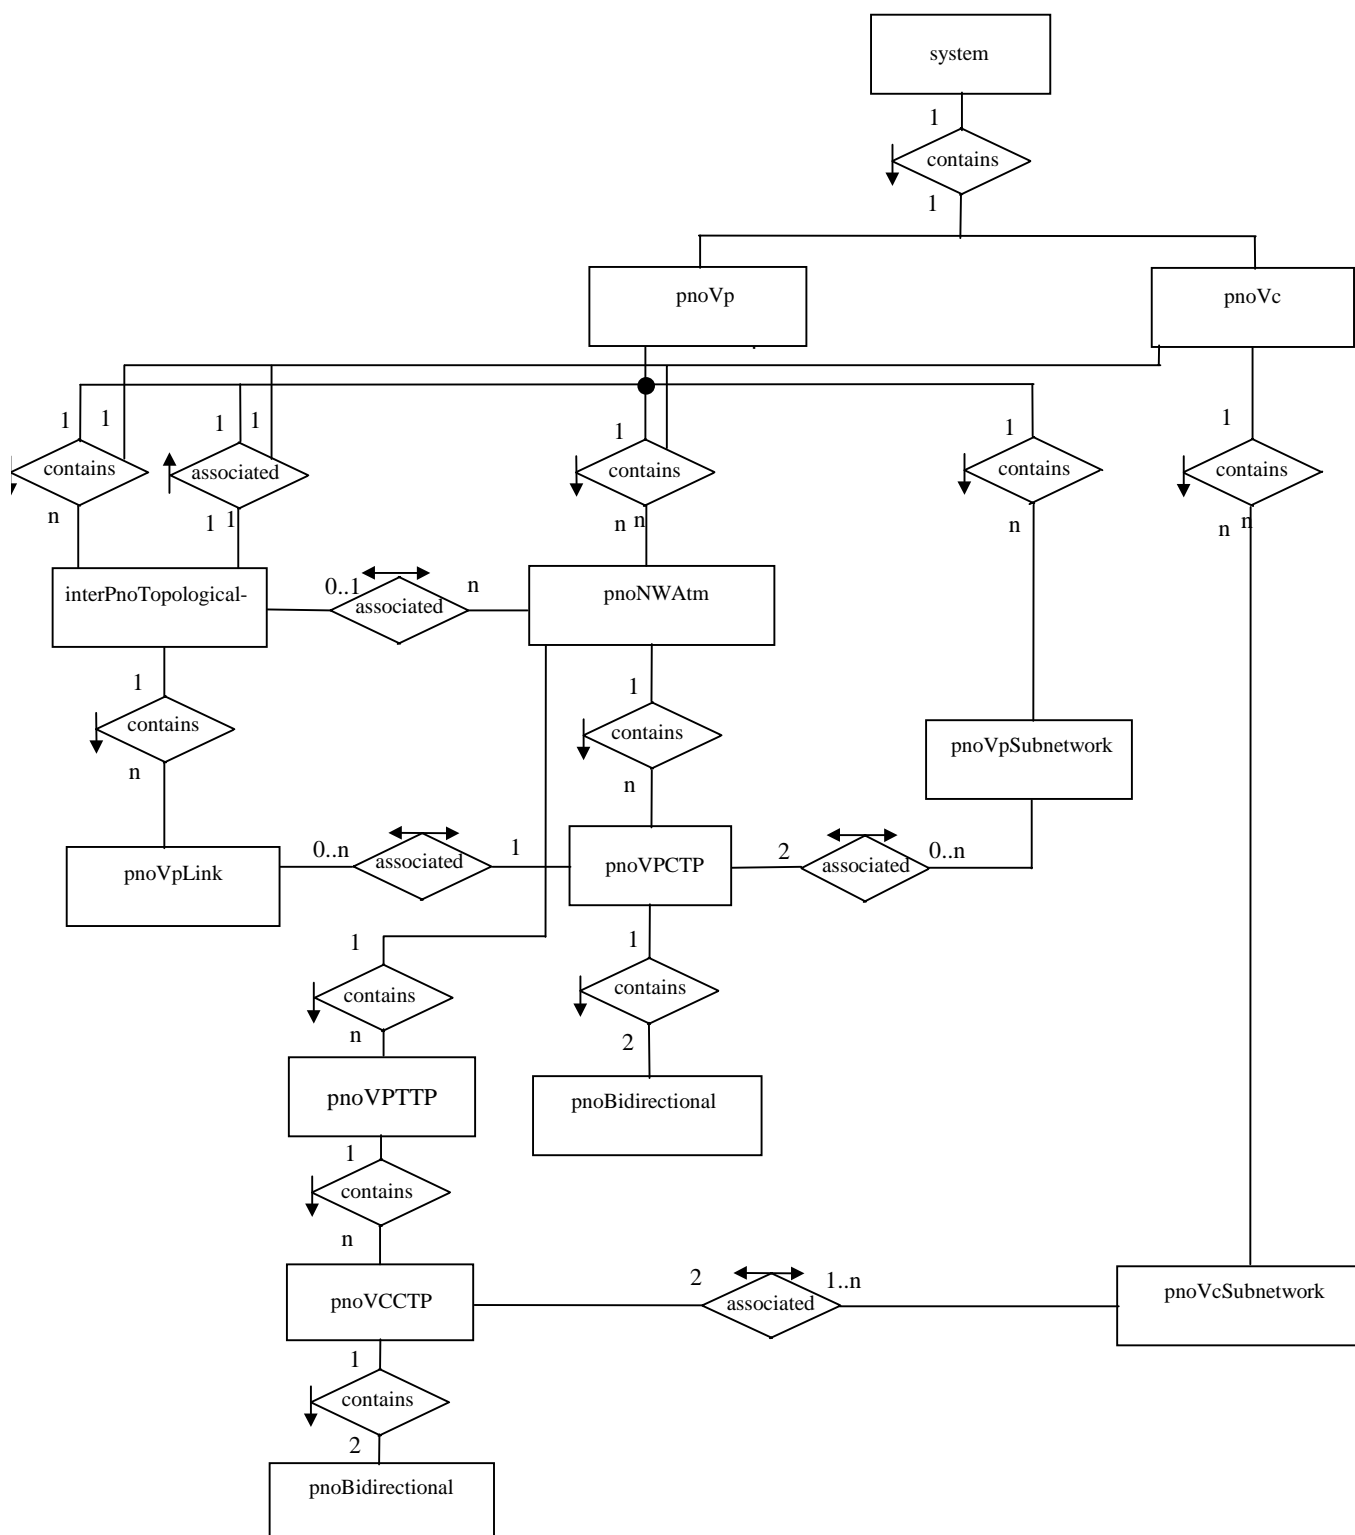 system
1
contains
1
pnoVp
pnoVc
1
1
contains
n
1
1
associated
1
1
1
contains
n
n
1
contains
n
1
contains
n
n
interPnoTopological-
0..1
associated
n
pnoNWAtm
1
contains
n
1
contains
n
pnoVpSubnetwork
pnoVpLink
0..n
associated
1
pnoVPCTP
2
associated
0..n
1
contains
n
1
contains
2
pnoVPTTP
pnoBidirectional
1
contains
n
pnoVCCTP
2
associated
1..n
pnoVcSubnetwork
1
contains
2
pnoBidirectional